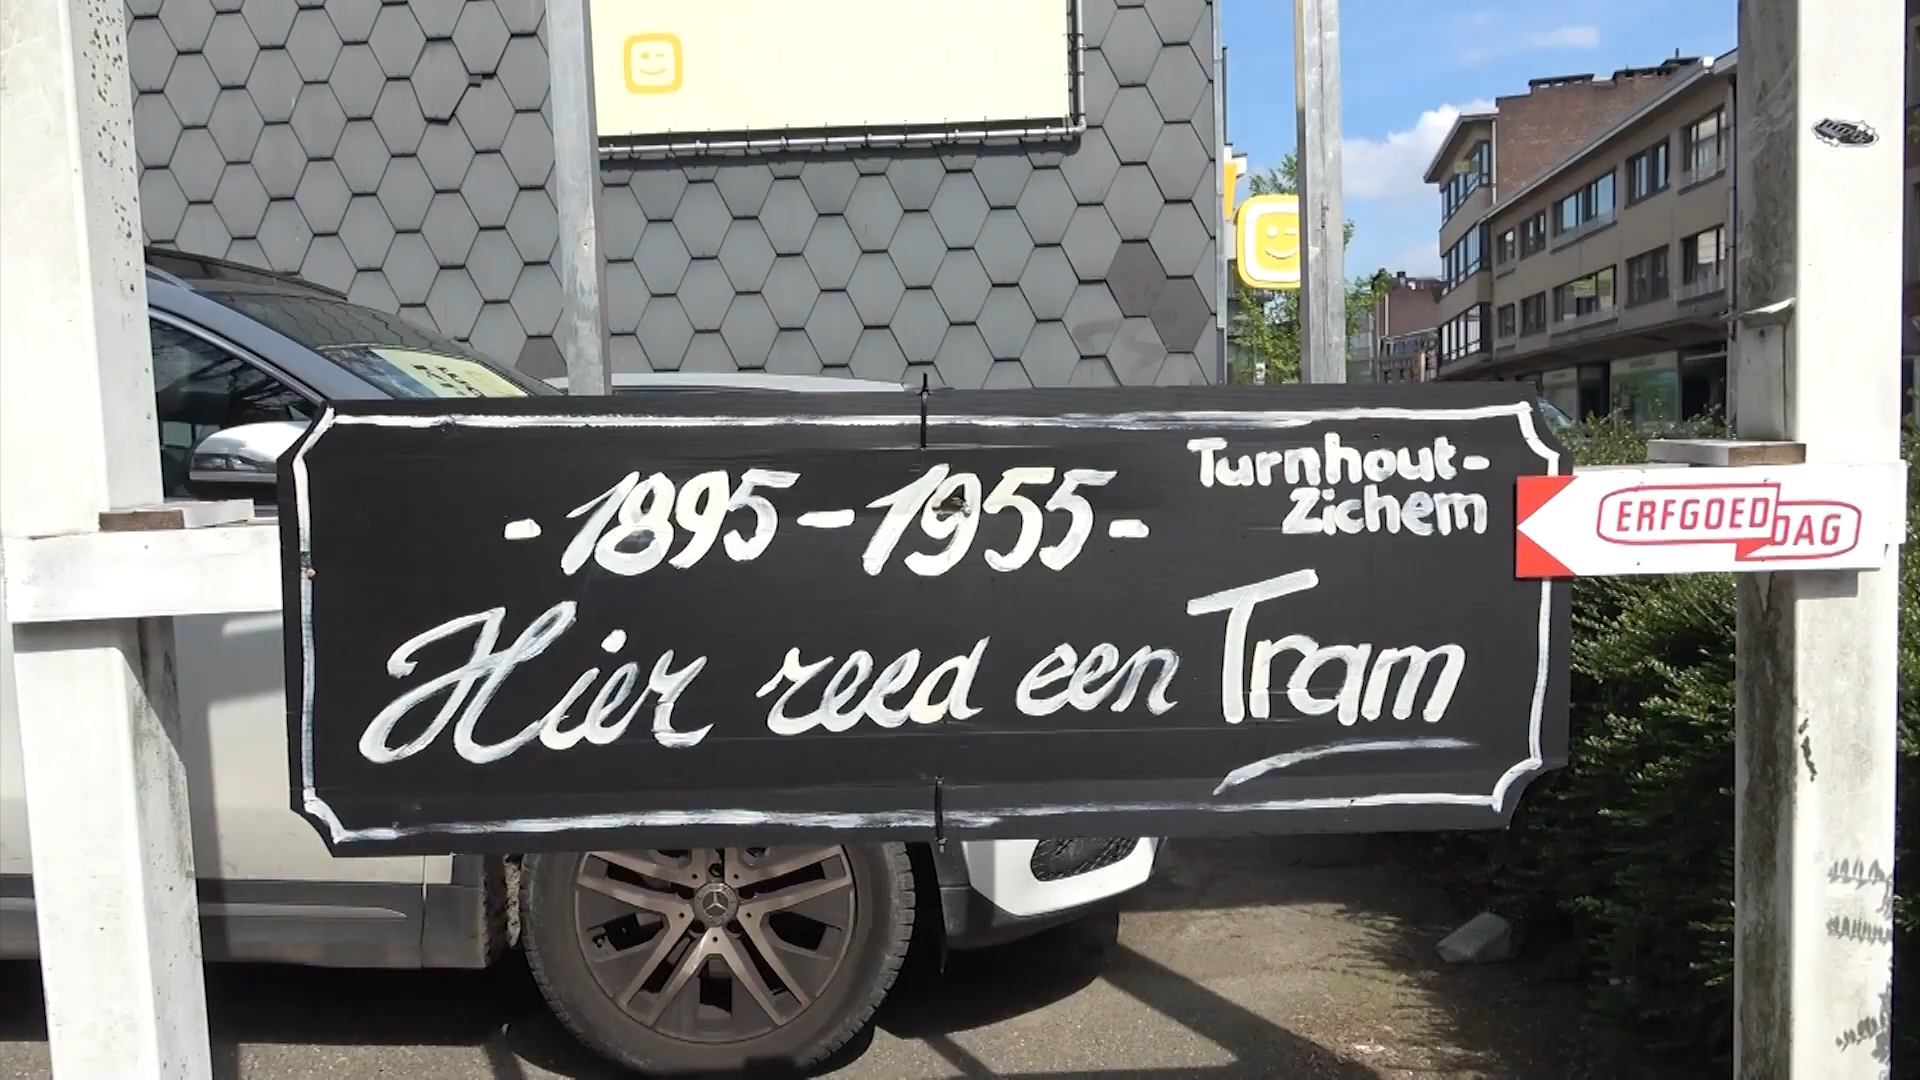 -1895-1955-
Turnhout-
Zichem
Hier reed een Tram
ERFGOEDDAG